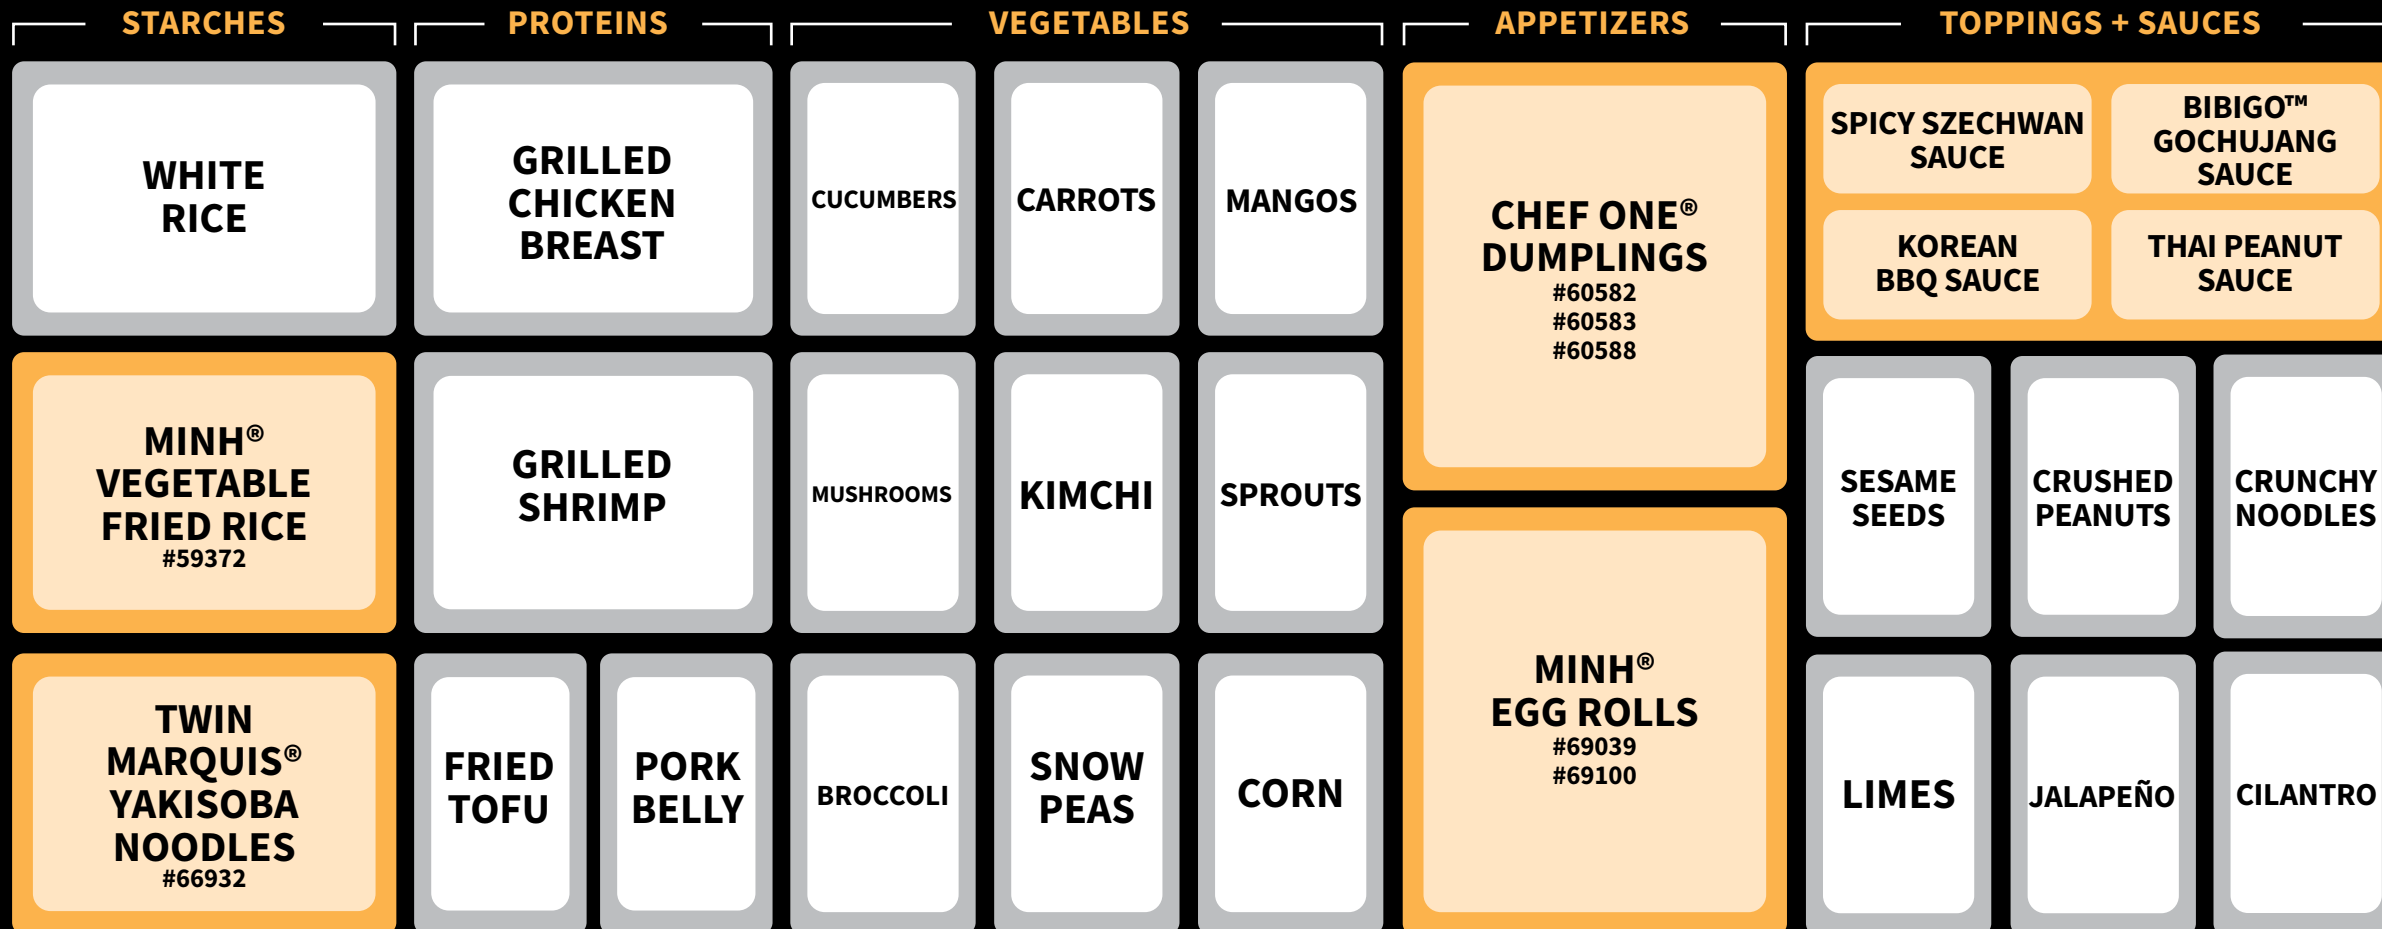 STARCHES
WHITE
RICE
MINH®
VEGETABLE
FRIED RICE
#59372
TWIN
MARQUIS®
YAKISOBA
NOODLES
#66932
PROTEINS
GRILLED
CHICKEN
BREAST
GRILLED
SHRIMP
FRIED
TOFU
PORK
BELLY
VEGETABLES
CUCUMBERS
CARROTS
MANGOS
MUSHROOMS
KIMCHI
SPROUTS
BROCCOLI
SNOW
PEAS
CORN
APPETIZERS
CHEF ONE®
DUMPLINGS
#60582
#60583
#60588
MINH®
EGG ROLLS
#69039
#69100
TOPPINGS + SAUCES
SPICY SZECHWAN
SAUCE
BIBIGO™
GOCHUJANG
SAUCE
KOREAN
BBQ SAUCE
THAI PEANUT
SAUCE
SESAME
SEEDS
CRUSHED
PEANUTS
CRUNCHY
NOODLES
LIMES
JALAPEÑO
CILANTRO